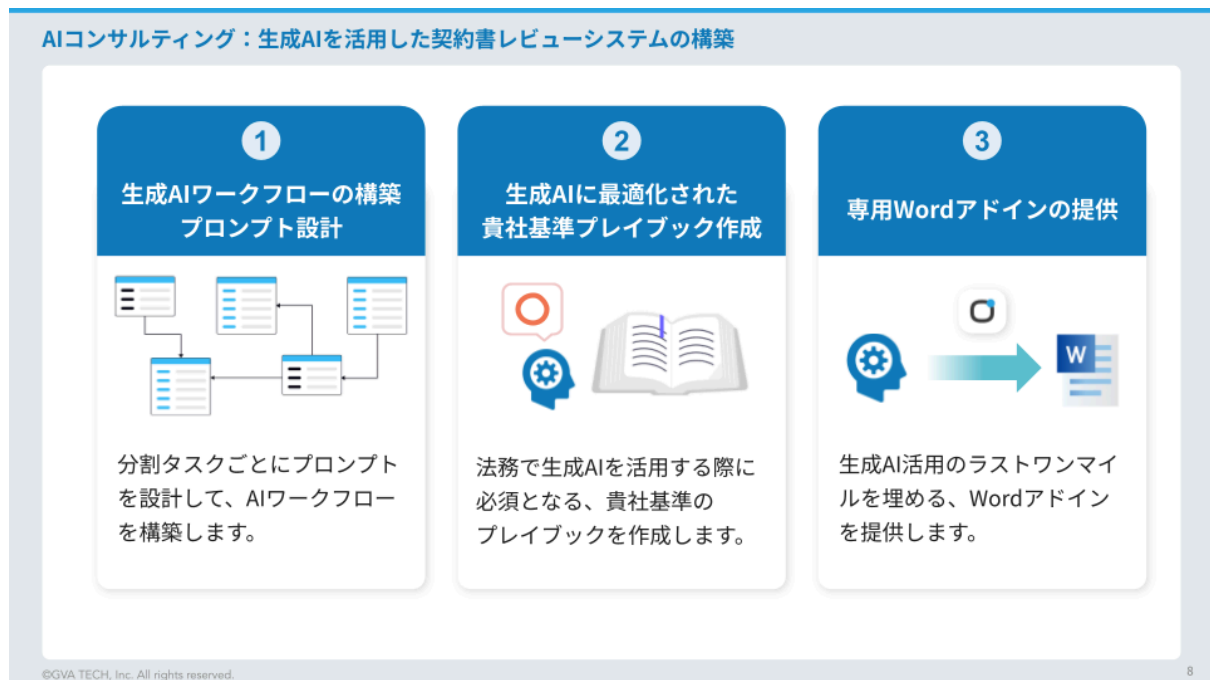 AIコンサルティング：生成AIを活用した契約書レビューシステムの構築
1
生成AIワークフローの構築
プロンプト設計
分割タスクごとにプロンプト
を設計して、AIワークフロー
を構築します。
2
生成AIに最適化された
貴社基準プレイブック作成
法務で生成AIを活用する際に
必須となる、貴社基準の
プレイブックを作成します。
3
専用Wordアドインの提供
W
生成AI活用のラストワンマイ
ルを埋める、Wordアドイン
を提供します。
©GVA TECH, Inc. All rights reserved.
8